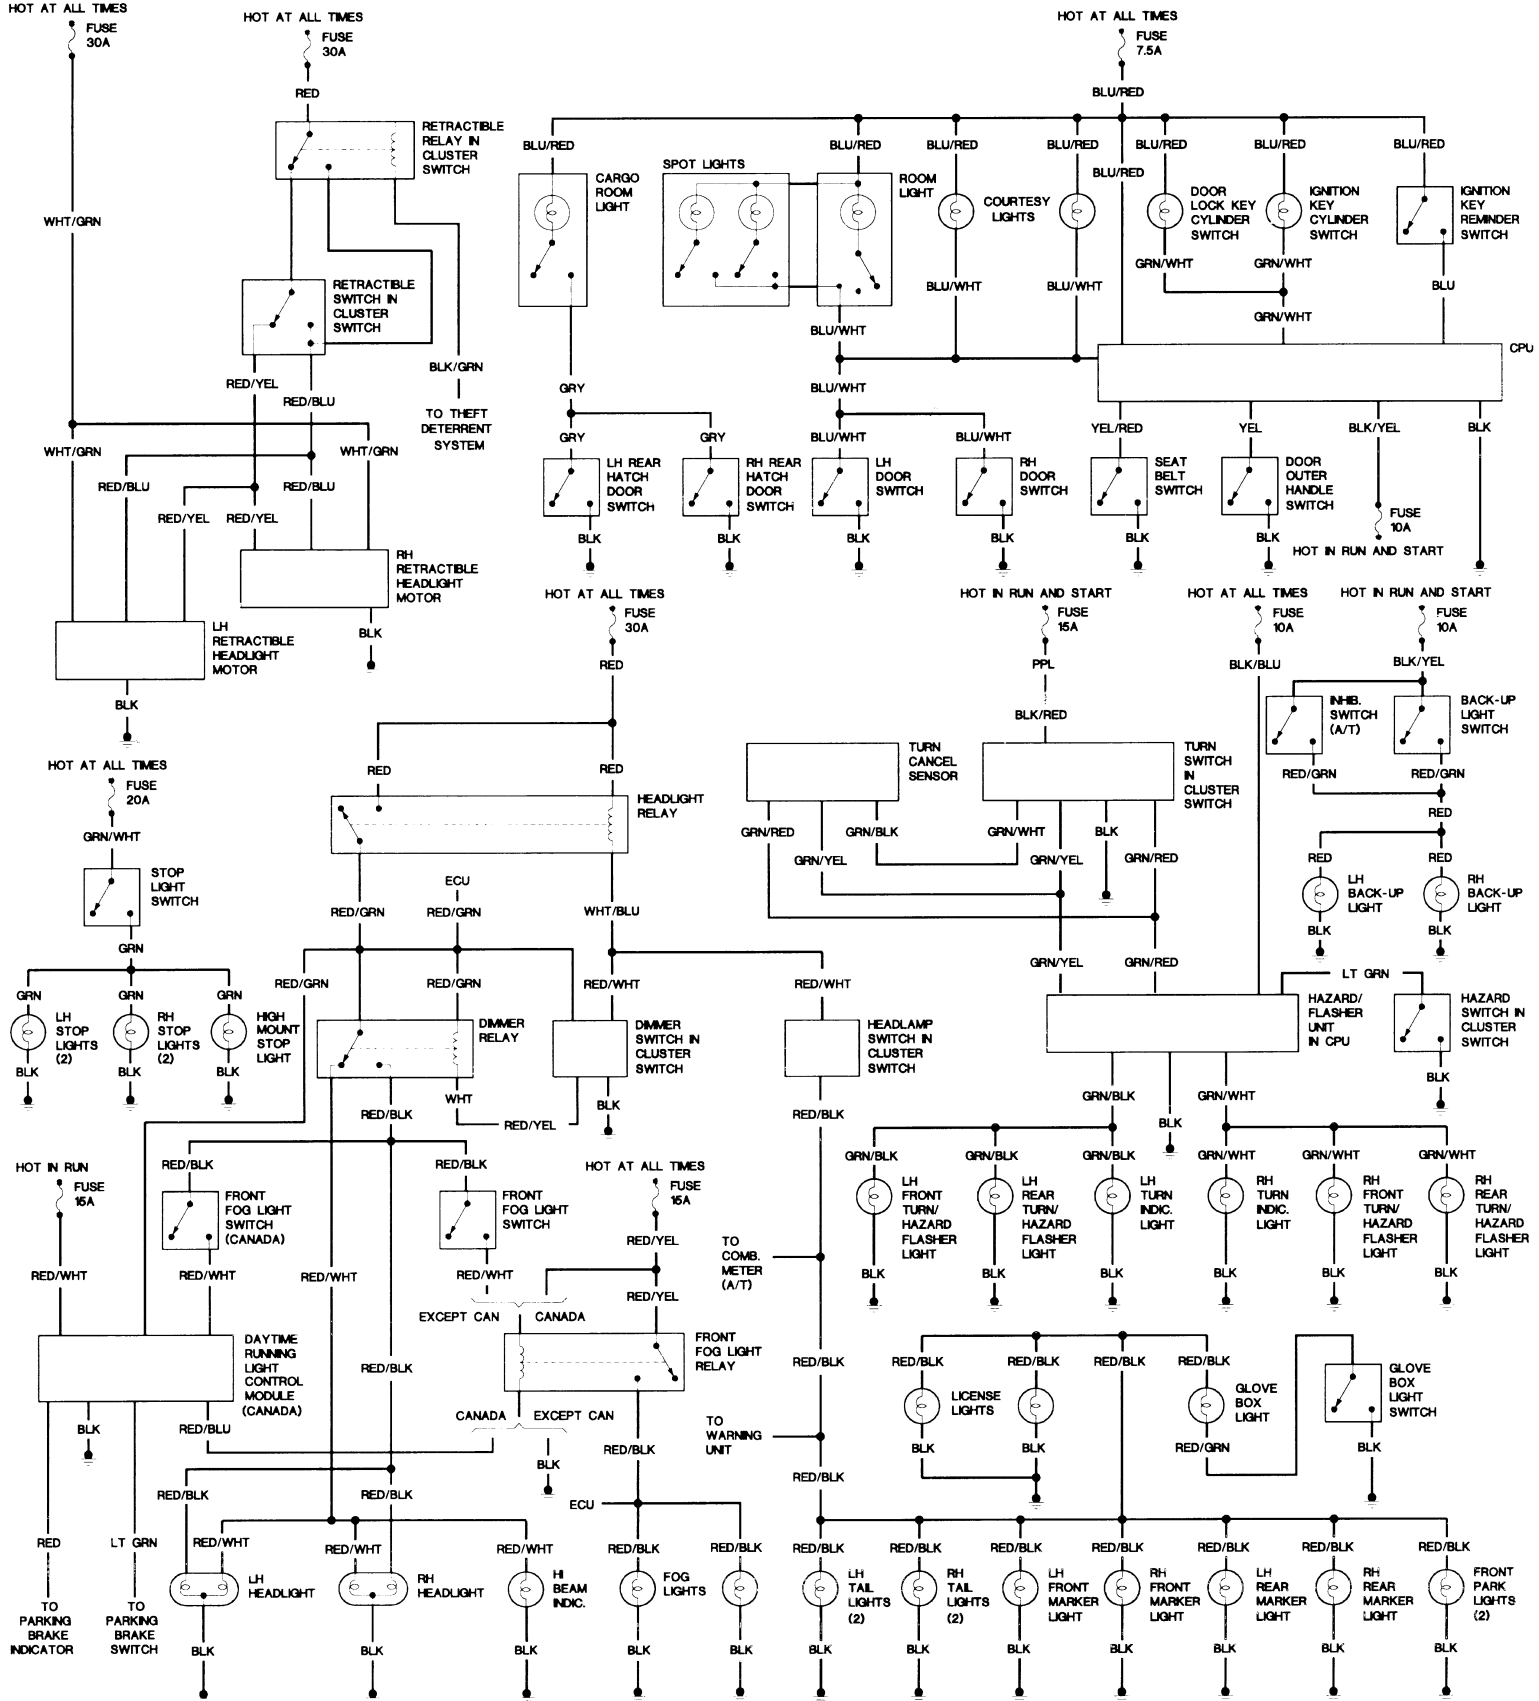 HOT AT ALL TIMES
FUSE
30A
HOT AT ALL TIMES
FUSE
30A
RED
RETRACTIBLE
RELAY IN
CLUSTER
SWITCH
WHT/GRN
RETRACTIBLE
SWITCH IN
CLUSTER
SWITCH
BLK/GRN
TO THEFT
DETERRENT
SYSTEM
RED/YEL
RED/BLU
WHT/GRN
WHT/GRN
RED/BLU
RED/BLU
RED/YEL
RED/YEL
RH
RETRACTIBLE
HEADLIGHT
MOTOR
BLK
LH
RETRACTIBLE
HEADLIGHT
MOTOR
BLK
HOT AT ALL TIMES
FUSE
7.5A
BLU/RED
BLU/RED
BLU/RED
BLU/RED
BLU/RED
BLU/RED
BLU/RED
BLU/RED
CARGO
ROOM
LIGHT
SPOT LIGHTS
ROOM
LIGHT
COURTESY
LIGHTS
DOOR
LOCK KEY
CYLINDER
SWITCH
IGNITION
KEY
CYLINDER
SWITCH
IGNITION
KEY
REMINDER
SWITCH
GRN/WHT
GRN/WHT
BLU/WHT
BLU/WHT
BLU
GRN/WHT
BLU/WHT
CPU
GRY
BLU/WHT
GRY
GRY
BLU/WHT
BLU/WHT
YEL/RED
YEL
BLK/YEL
BLK
LH REAR
HATCH
DOOR
SWITCH
RH REAR
HATCH
DOOR
SWITCH
LH
DOOR
SWITCH
RH
DOOR
SWITCH
SEAT
BELT
SWITCH
DOOR
OUTER
HANDLE
SWITCH
FUSE
10A
HOT IN RUN AND START
BLK
BLK
BLK
BLK
BLK
BLK
HOT AT ALL TIMES
FUSE
30A
RED
RED
RED
HEADLIGHT
RELAY
HOT IN RUN AND START
FUSE
15A
PPL
BLK/RED
HOT AT ALL TIMES
FUSE
10A
BLK/BLU
HOT IN RUN AND START
FUSE
10A
BLK/YEL
INHIB.
SWITCH
(A/T)
BACK-UP
LIGHT
SWITCH
RED/GRN
RED/GRN
RED
RED
RED
LH
BACK-UP
LIGHT
RH
BACK-UP
LIGHT
BLK
BLK
TURN
CANCEL
SENSOR
TURN
SWITCH
IN
CLUSTER
SWITCH
GRN/RED
GRN/BLK
GRN/WHT
BLK
GRN/YEL
GRN/YEL
GRN/RED
GRN/YEL
GRN/RED
LT GRN
HAZARD/
FLASHER
UNIT
IN CPU
HAZARD
SWITCH IN
CLUSTER
SWITCH
BLK
HOT AT ALL TIMES
FUSE
20A
GRN/WHT
STOP
LIGHT
SWITCH
GRN
GRN
GRN
GRN
LH
STOP
LIGHTS
(2)
RH
STOP
LIGHTS
(2)
HIGH
MOUNT
STOP
LIGHT
BLK
BLK
BLK
ECU
RED/GRN
RED/GRN
WHT/BLU
RED/GRN
RED/GRN
RED/WHT
RED/WHT
DIMMER
RELAY
DIMMER
SWITCH IN
CLUSTER
SWITCH
HEADLAMP
SWITCH IN
CLUSTER
SWITCH
WHT
RED/YEL
BLK
RED/BLK
RED/BLK
GRN/BLK
BLK
GRN/WHT
GRN/BLK
GRN/BLK
GRN/BLK
GRN/WHT
GRN/WHT
GRN/WHT
LH
FRONT
TURN/
HAZARD
FLASHER
LIGHT
LH
REAR
TURN/
HAZARD
FLASHER
LIGHT
LH
TURN
INDIC.
LIGHT
RH
TURN
INDIC.
LIGHT
RH
FRONT
TURN/
HAZARD
FLASHER
LIGHT
RH
REAR
TURN/
HAZARD
FLASHER
LIGHT
BLK
BLK
BLK
BLK
BLK
BLK
HOT IN RUN
FUSE
15A
RED/WHT
RED/BLK
FRONT
FOG LIGHT
SWITCH
(CANADA)
RED/WHT
RED/WHT
RED/BLK
FRONT
FOG LIGHT
SWITCH
RED/WHT
HOT AT ALL TIMES
FUSE
15A
RED/YEL
RED/YEL
EXCEPT CAN
CANADA
FRONT
FOG LIGHT
RELAY
TO
COMB.
METER
(A/T)
DAYTIME
RUNNING
LIGHT
CONTROL
MODULE
(CANADA)
RED/BLK
CANADA
EXCEPT CAN
BLK
RED/BLU
BLK
RED/BLK
RED/BLK
TO
WARNING
UNIT
RED/BLK
RED/BLK
RED/BLK
RED/BLK
RED/BLK
LICENSE
LIGHTS
GLOVE
BOX
LIGHT
GLOVE
BOX
LIGHT
SWITCH
BLK
BLK
RED/GRN
BLK
RED/BLK
RED/BLK
ECU
RED
LT GRN
RED/WHT
RED/WHT
RED/WHT
RED/BLK
RED/BLK
RED/BLK
RED/BLK
RED/BLK
RED/BLK
RED/BLK
RED/BLK
RED/BLK
LH
HEADLIGHT
RH
HEADLIGHT
HI
BEAM
INDIC.
FOG
LIGHTS
LH
TAIL
LIGHTS
(2)
RH
TAIL
LIGHTS
(2)
LH
FRONT
MARKER
LIGHT
RH
FRONT
MARKER
LIGHT
LH
REAR
MARKER
LIGHT
RH
REAR
MARKER
LIGHT
FRONT
PARK
LIGHTS
(2)
TO
PARKING
BRAKE
INDICATOR
TO
PARKING
BRAKE
SWITCH
BLK
BLK
BLK
BLK
BLK
BLK
BLK
BLK
BLK
BLK
BLK
BLK